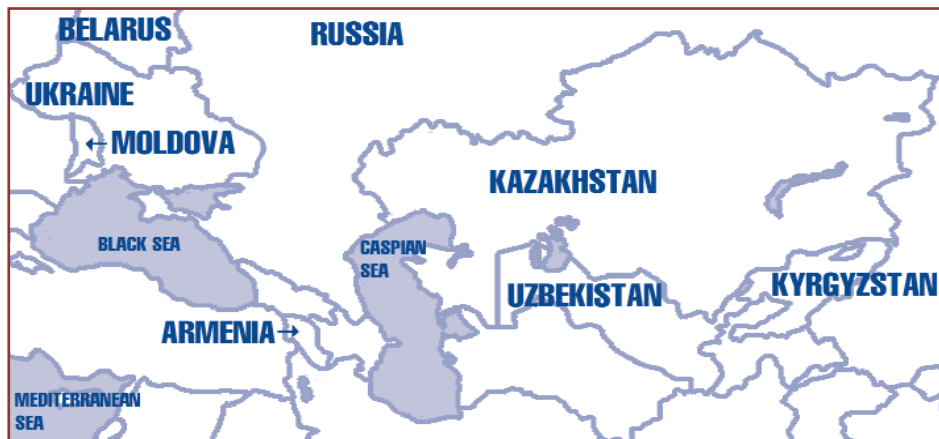 BELARUS
RUSSIA
UKRAINE
←MOLDOVA
KAZAKHSTAN
BLACK SEA
CASPIAN
SEA
UZBEKISTAN
KYRGYZSTAN
ARMENIA→
MEDITERRANEAN
SEA